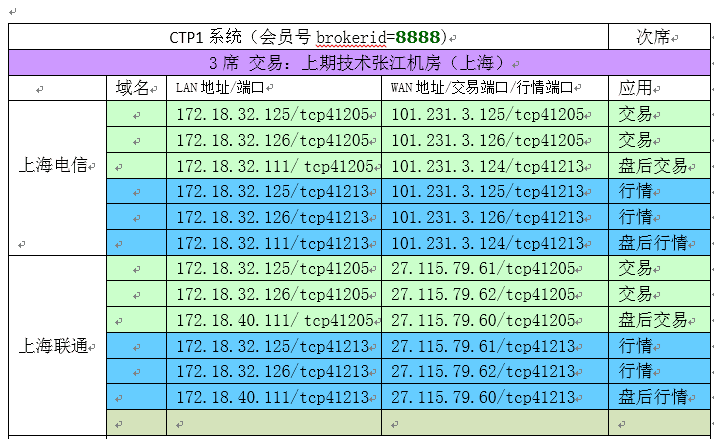 CTP1 系统（会员号 brokerid=8888） 次席
3 席 交易：上期技术张江机房（上海）
域名 LAN 地址/端口 WAN 地址/交易端口/行情端口 应用
上海电信
172.18.32.125/tcp41205 101.231.3.125/tcp41205 交易
172.18.32.126/tcp41205 101.231.3.126/tcp41205 交易
172.18.32.111/ tcp41205 101.231.3.124/tcp41213 盘后交易
172.18.32.125/tcp41213 101.231.3.125/tcp41213 行情
172.18.32.126/tcp41213 101.231.3.126/tcp41213 行情
172.18.32.111/tcp41213 101.231.3.124/tcp41213 盘后行情
上海联通
172.18.32.125/tcp41205 27.115.79.61/tcp41205 交易
172.18.32.126/tcp41205 27.115.79.62/tcp41205 交易
172.18.40.111/ tcp41205 27.115.79.60/tcp41205 盘后交易
172.18.32.125/tcp41213 27.115.79.61/tcp41213 行情
172.18.32.126/tcp41213 27.115.79.62/tcp41213 行情
172.18.40.111/tcp41213 27.115.79.60/tcp41213 盘后行情